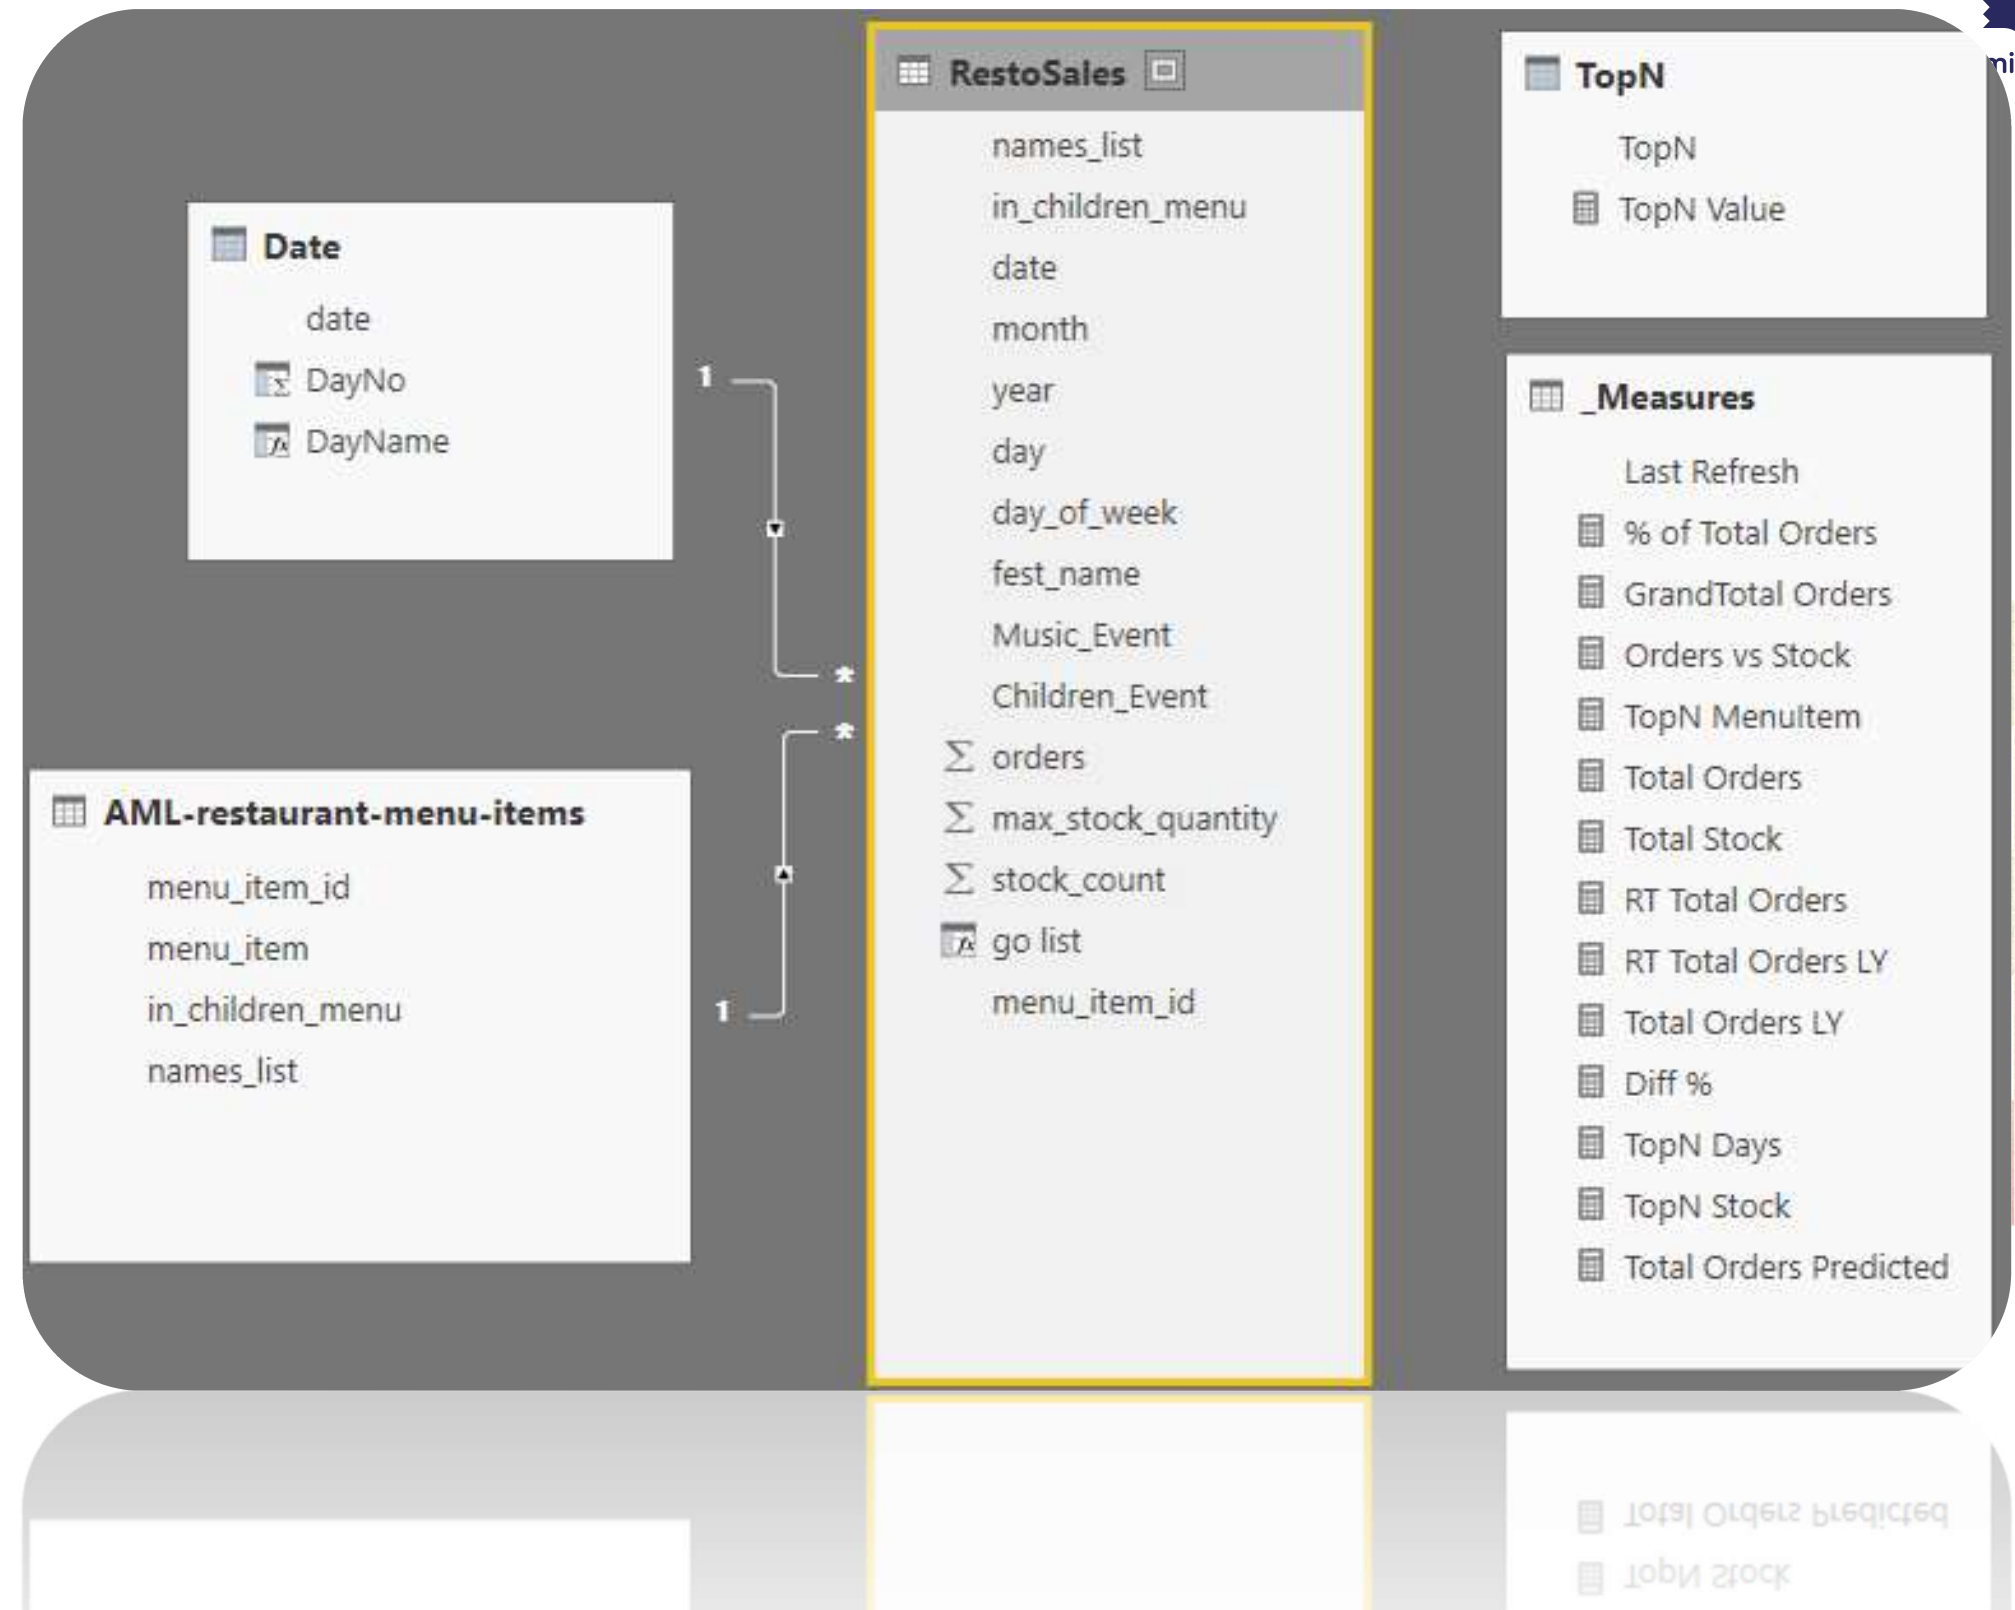 Date
date
DayNo
DayName
1
*
AML-restaurant-menu-items
menu_item_id
menu_item
in_children_menu
names_list
1
*
RestoSales
names_list
in_children_menu
date
month
year
day
day_of_week
fest_name
Music_Event
Children_Event
orders
max_stock_quantity
stock_count
go list
menu_item_id
TopN
TopN
TopN Value
_Measures
Last Refresh
% of Total Orders
GrandTotal Orders
Orders vs Stock
TopN MenuItem
Total Orders
Total Stock
RT Total Orders
RT Total Orders LY
Total Orders LY
Diff %
TopN Days
TopN Stock
Total Orders Predicted